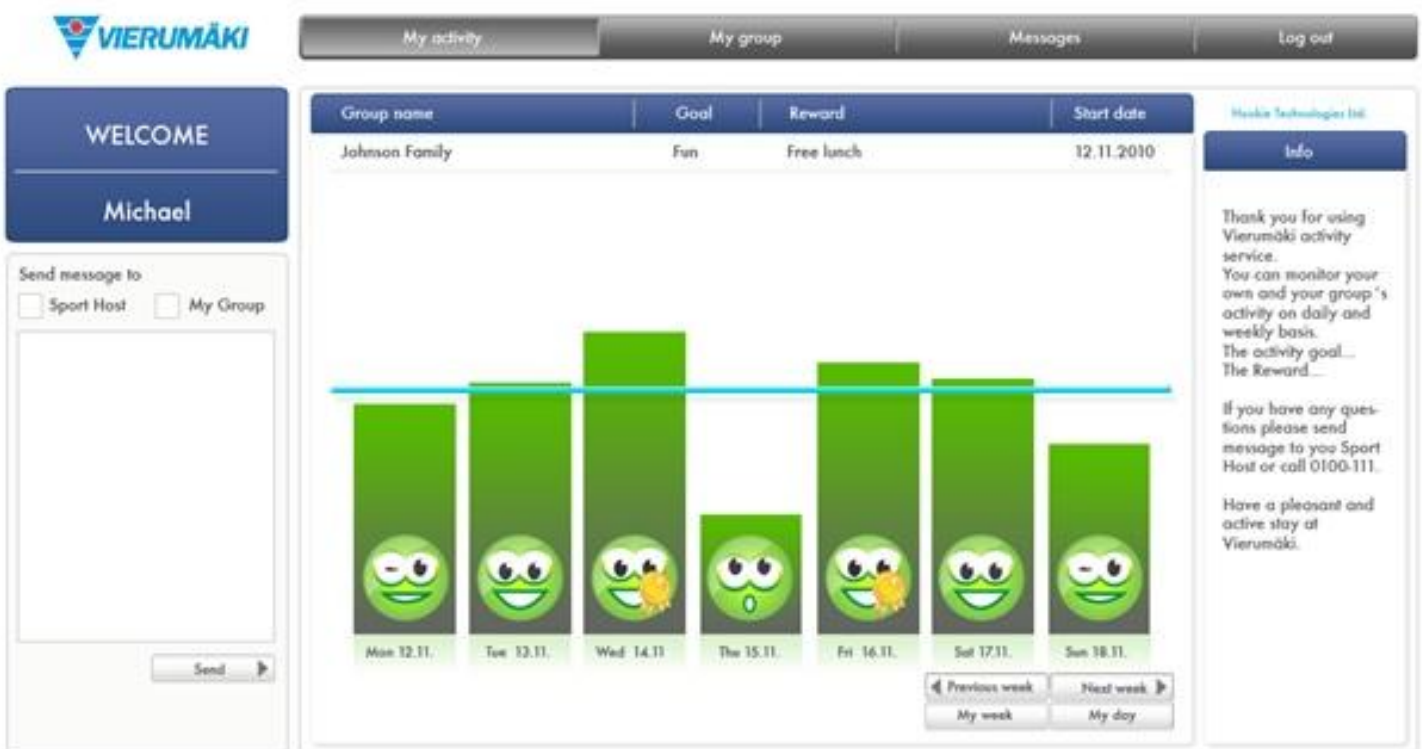 VIERUMÄKI
My activity My group Messages Log out
WELCOME
Michael
Send message to
Sport Host My Group
Send
Group name Goal Reward Start date
Johnson Family Fun Free lunch 12.11.2010
Mon 12.11. Tue 13.11. Wed 14.11 Thu 15.11. Fri 16.11. Sat 17.11. Sun 18.11.
Previous week Next week
My week My day
Technologies Ltd.
Info
Thank you for using
Vierumäki activity
service.
You can monitor your
own and your group's
activity on daily and
weekly basis.
The activity goal...
The Reward...
If you have any ques-
tions please send
message to you Sport
Host or call 0100-111.
Have a pleasant and
active stay at
Vierumäki.